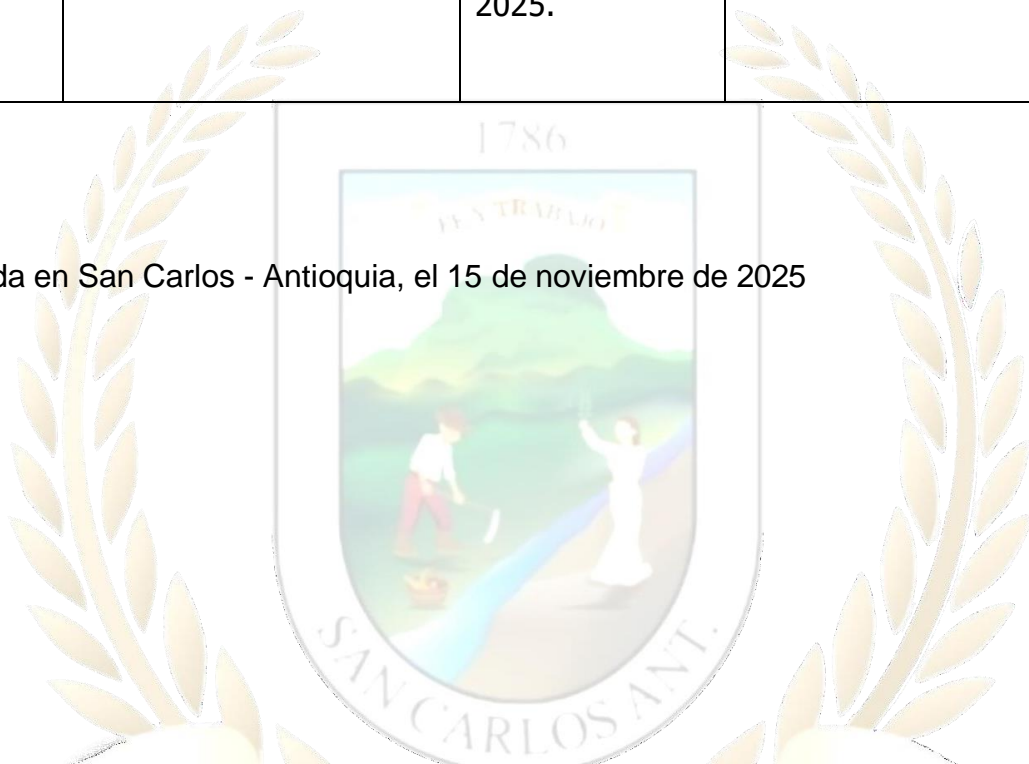 2025.
1786
FE Y TRABAJO
da en San Carlos - Antioquia, el 15 de noviembre de 2025
SAN CARLOS ANT.